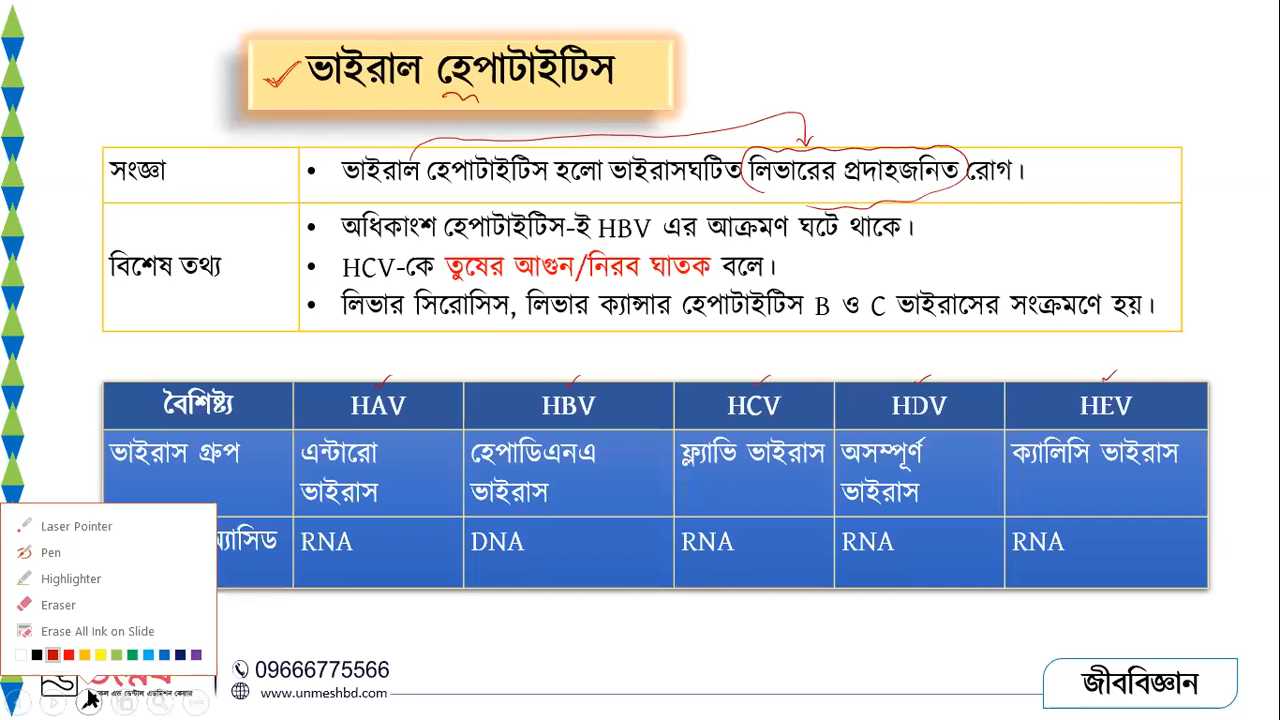 ভাইরাল হেপাটাইটিস
সংজ্ঞা
• ভাইরাল হেপাটাইটিস হলো ভাইরাসঘটিত লিভারের প্রদাহজনিত রোগ।
বিশেষ তথ্য
• অধিকাংশ হেপাটাইটিস-ই HBV এর আক্রমণ ঘটে থাকে।
• HCV-কে তুষের আগুন/নিরব ঘাতক বলে।
• লিভার সিরোসিস, লিভার ক্যান্সার হেপাটাইটিস B ও C ভাইরাসের সংক্রমণে হয়।
বৈশিষ্ট্য HAV HBV HCV HDV HEV
ভাইরাস গ্রুপ এন্টারো ভাইরাস হেপাডিএনএ ভাইরাস ফ্ল্যাভি ভাইরাস অসম্পূর্ণ ভাইরাস ক্যালিসি ভাইরাস
RNA DNA RNA RNA RNA
Laser Pointer
Pen
Highlighter
Eraser
Erase All Ink on Slide
09666775566
www.unmeshbd.com
জীববিজ্ঞান